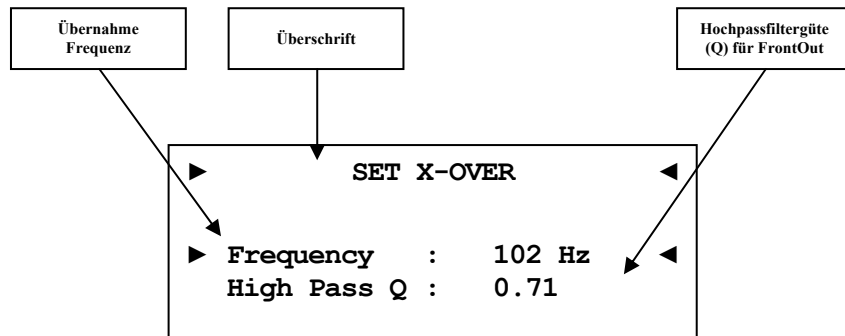 Übernahme
Frequenz
Überschrift
Hochpassfiltergüte
(Q) für FrontOut
► SET X-OVER ◄
► Frequency : 102 Hz ◄
High Pass Q : 0.71